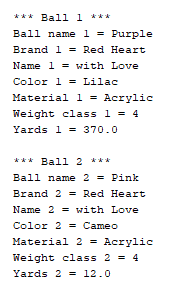 *** Ball 1 ***
Ball name 1 = Purple
Brand 1 = Red Heart
Name 1 = with Love
Color 1 = Lilac
Material 1 = Acrylic
Weight class 1 = 4
Yards 1 = 370.0

*** Ball 2 ***
Ball name 2 = Pink
Brand 2 = Red Heart
Name 2 = with Love
Color 2 = Cameo
Material 2 = Acrylic
Weight class 2 = 4
Yards 2 = 12.0